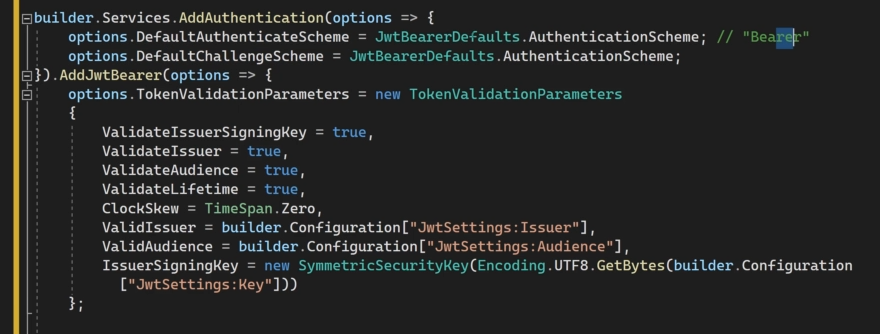 builder.Services.AddAuthentication(options => {
options.DefaultAuthenticateScheme = JwtBearerDefaults.AuthenticationScheme; // "Bearer"
options.DefaultChallengeScheme = JwtBearerDefaults.AuthenticationScheme;
}).AddJwtBearer(options => {
options.TokenValidationParameters = new TokenValidationParameters
{
ValidateIssuerSigningKey = true,
ValidateIssuer = true,
ValidateAudience = true,
ValidateLifetime = true,
ClockSkew = TimeSpan.Zero,
ValidIssuer = builder.Configuration["JwtSettings:Issuer"],
ValidAudience = builder.Configuration["JwtSettings:Audience"],
IssuerSigningKey = new SymmetricSecurityKey(Encoding.UTF8.GetBytes(builder.Configuration
["JwtSettings:Key"]))
};